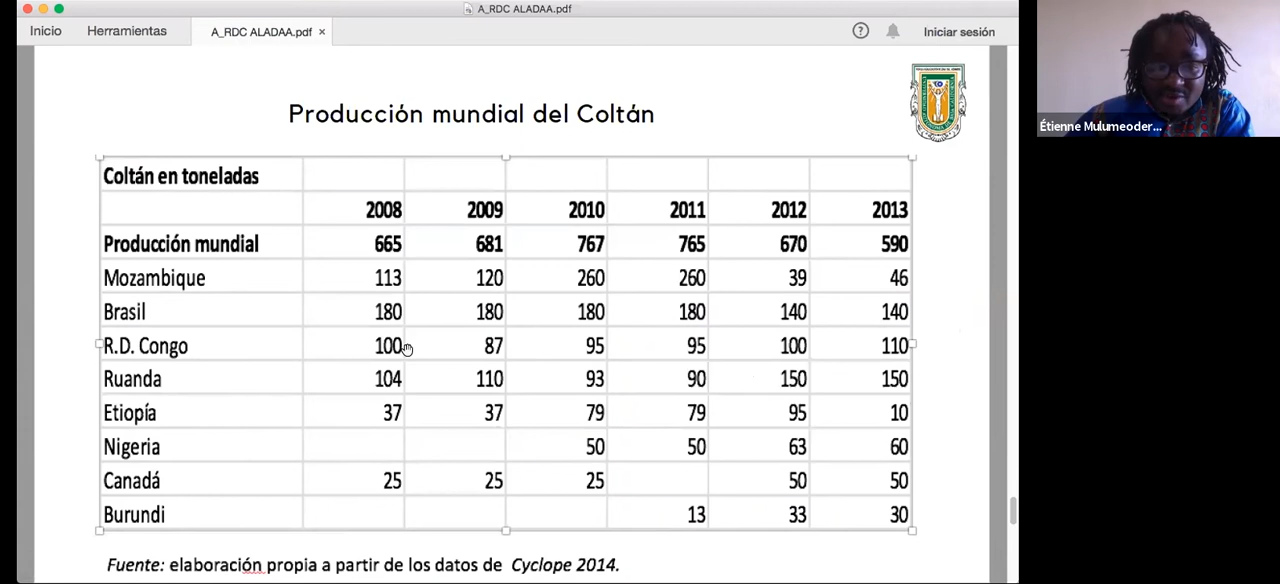 A_RDC ALADAA.pdf
Inicio Herramientas A_RDC ALADAA.pdf × ? Iniciar sesión
Étienne Mulumeoder...
Producción mundial del Coltán
Coltán en toneladas
2008 2009 2010 2011 2012 2013
Producción mundial 665 681 767 765 670 590
Mozambique 113 120 260 260 39 46
Brasil 180 180 180 180 140 140
R.D. Congo 100 87 95 95 100 110
Ruanda 104 110 93 90 150 150
Etiopía 37 37 79 79 95 10
Nigeria 50 50 63 60
Canadá 25 25 25 50 50
Burundi 13 33 30
Fuente: elaboración propia a partir de los datos de Cyclope 2014.